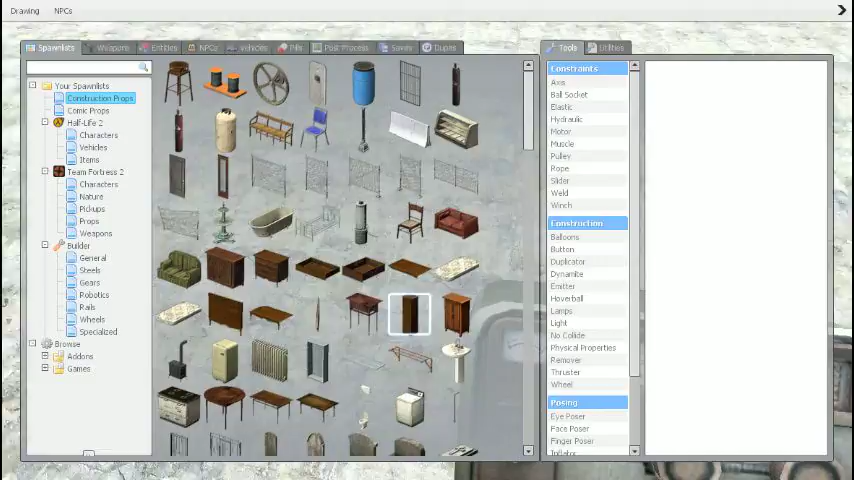 Drawing NPCs
Spawnlists Weapons Entities NPCs Vehicles Pills Post Process Saves Dupes
Tools Utilities
Your Spawnlists
Construction Props
Comic Props
Half-Life 2
Characters
Vehicles
Items
Team Fortress 2
Characters
Nature
Pickups
Props
Weapons
Builder
General
Steels
Gears
Robotics
Rails
Wheels
Specialized
Browse
Addons
Games
Constraints
Axis
Ball Socket
Elastic
Hydraulic
Motor
Muscle
Pulley
Rope
Slider
Weld
Winch
Construction
Balloons
Button
Duplicator
Dynamite
Emitter
Hoverball
Lamps
Light
No Collide
Physical Properties
Remover
Thruster
Wheel
Posing
Eye Poser
Face Poser
Finger Poser
Inflator